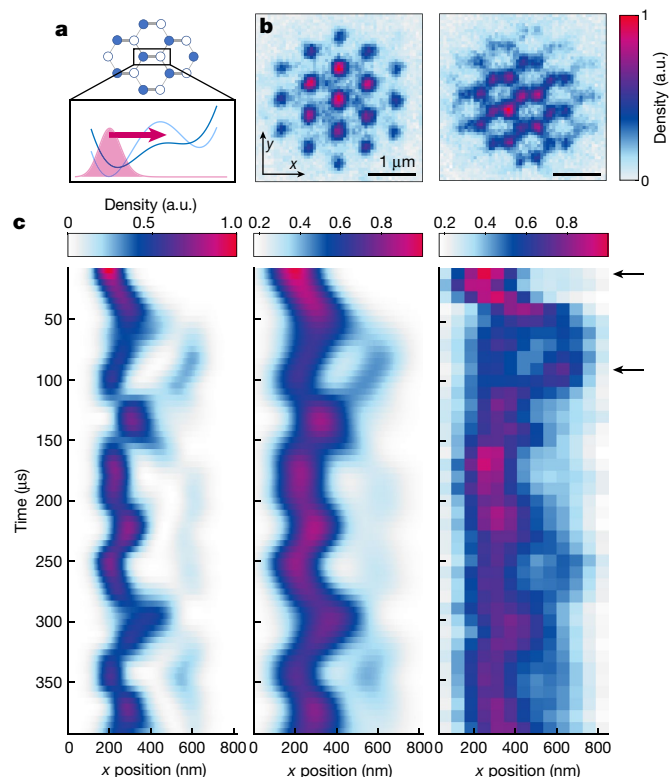 a
b
y
x
1 μm
1
0
Density (a.u.)
c
Density (a.u.)
0 0.5 1.0
0.2 0.4 0.6 0.8
0.2 0.4 0.6 0.8
50
100
150
200
250
300
350
Time (μs)
0 200 400 600 800
200 400 600 800
200 400 600 800
x position (nm)
x position (nm)
x position (nm)